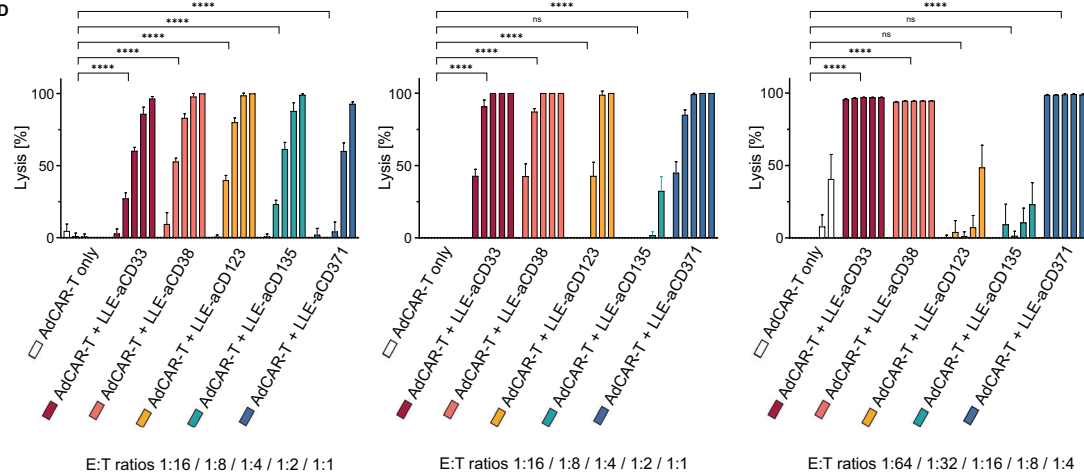 D
****
****
****
****
****
Lysis [%]
100
50
0
AdCAR-T only
AdCAR-T + LLE-aCD33
AdCAR-T + LLE-aCD38
AdCAR-T + LLE-aCD123
AdCAR-T + LLE-aCD135
AdCAR-T + LLE-aCD371
E:T ratios 1:16 / 1:8 / 1:4 / 1:2 / 1:1
****
ns
****
****
****
Lysis [%]
100
50
0
AdCAR-T only
AdCAR-T + LLE-aCD33
AdCAR-T + LLE-aCD38
AdCAR-T + LLE-aCD123
AdCAR-T + LLE-aCD135
AdCAR-T + LLE-aCD371
E:T ratios 1:16 / 1:8 / 1:4 / 1:2 / 1:1
****
ns
ns
****
****
Lysis [%]
100
50
0
AdCAR-T only
AdCAR-T + LLE-aCD33
AdCAR-T + LLE-aCD38
AdCAR-T + LLE-aCD123
AdCAR-T + LLE-aCD135
AdCAR-T + LLE-aCD371
E:T ratios 1:64 / 1:32 / 1:16 / 1:8 / 1:4